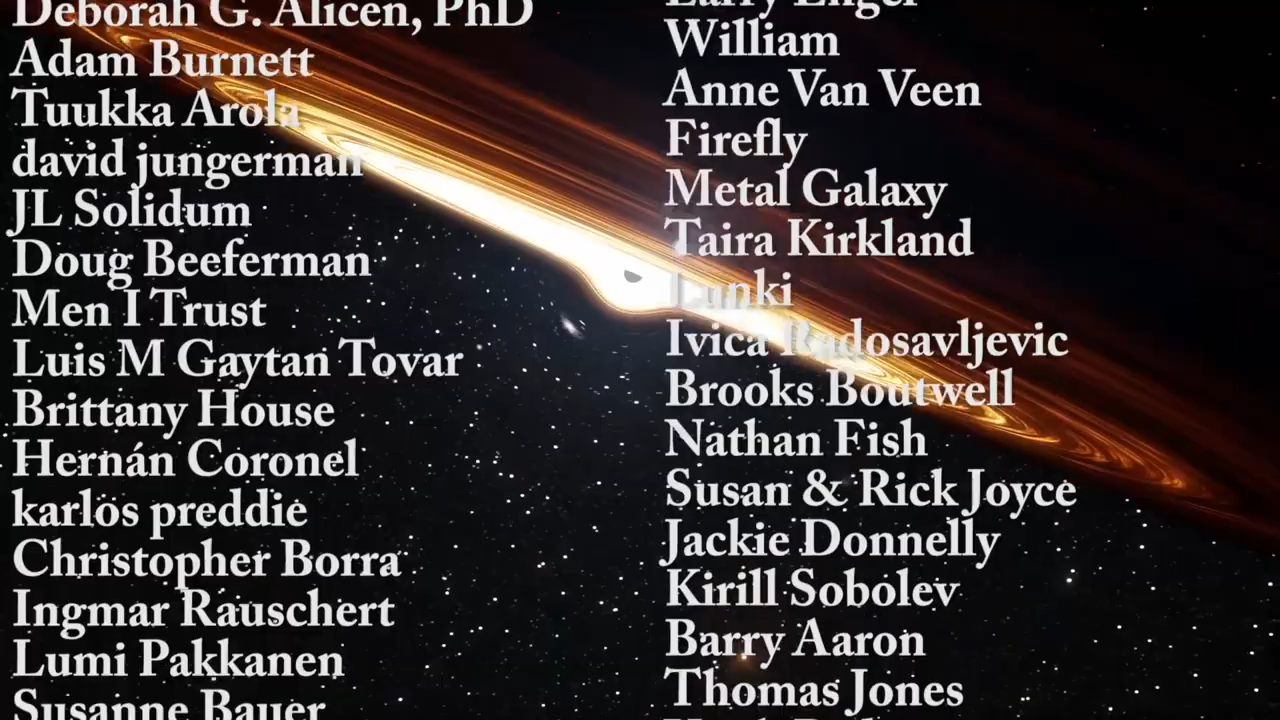 Deborah G. Alicen, PhD
Adam Burnett
Tuukka Arola
david jungerman
JL Solidum
Doug Beeferman
Men I Trust
Luis M Gaytan Tovar
Brittany House
Hernán Coronel
karlos preddie
Christopher Borra
Ingmar Rauschert
Lumi Pakkanen
Susanne Bauer
Larry Enger
William
Anne Van Veen
Firefly
Metal Galaxy
Taira Kirkland
Lunki
Ivica Radosavljevic
Brooks Boutwell
Nathan Fish
Susan & Rick Joyce
Jackie Donnelly
Kirill Sobolev
Barry Aaron
Thomas Jones